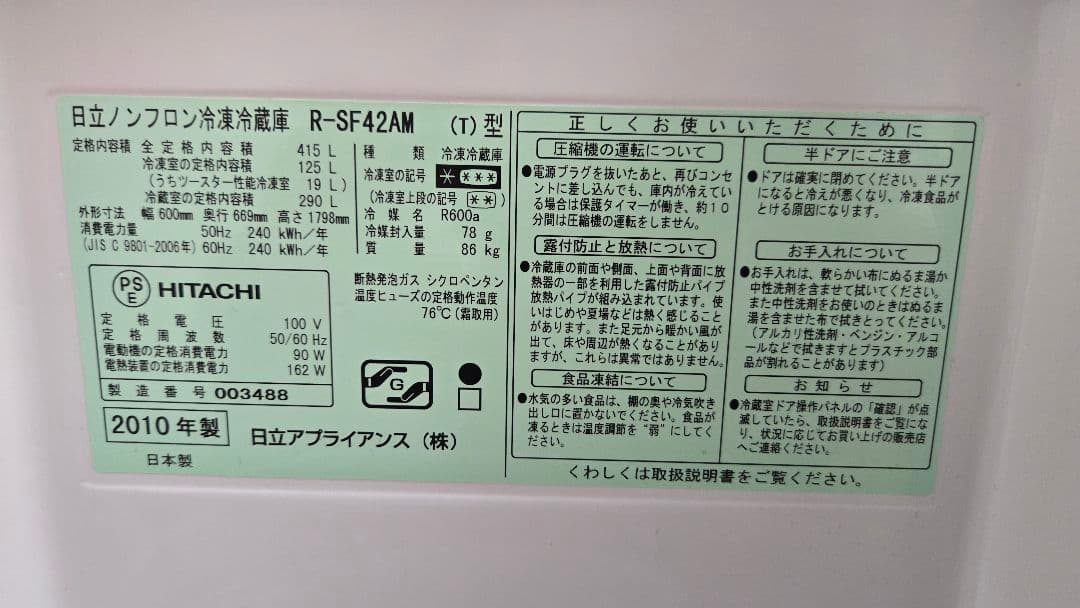 日立ノンフロン冷凍冷蔵庫 R-SF42AM (T)型
定格内容積 全定格内容積 415 L
冷凍室の定格内容積 125 L
(うちツースター性能冷凍室 19 L)
冷蔵室の定格内容積 290 L
外形寸法 幅 600mm 奥行 669mm 高さ 1798mm
消費電力量 50Hz 240 kWh/年
(JIS C 9801-2006年) 60Hz 240 kWh/年
種類 冷凍冷蔵庫
冷凍室の記号 * ***
(冷凍室上段の記号 **)
冷媒名 R600a
冷媒封入量 78 g
質量 86 kg
PS
E
HITACHI
定格電圧 100 V
定格周波数 50/60 Hz
電動機の定格消費電力 90 W
電熱装置の定格消費電力 162 W
製造番号 003488
2010年製
日本製
断熱発泡ガス シクロペンタン
温度ヒューズの定格動作温度
76℃(霜取用)
G
日立アプライアンス(株)
正しくお使いいただくために
圧縮機の運転について
●電源プラグを抜いたあと、再びコンセ
ントに差し込んでも、庫内が冷えてい
る場合は保護タイマーが働き、約10
分間は圧縮機の運転をしません。
露付防止と放熱について
●冷蔵庫の前面や側面、上面や背面に放
熱器の一部を利用した露付防止パイプ
放熱パイプが組み込まれています。使
いはじめや夏場などは熱く感じること
があります。また足元から暖かい風が
出て、床や周辺が熱くなることがあり
ますが、これらは異常ではありません。
食品凍結について
●水気の多い食品は、棚の奥や冷気吹き
出し口に置かないでください。食品が
凍るときは温度調節を“弱”にしてく
ださい。
半ドアにご注意
●ドアは確実に閉めてください。半ドア
になると冷えが悪くなり、冷凍食品が
とける原因になります。
お手入れについて
●お手入れは、軟らかい布にぬるま湯か
中性洗剤を含ませて拭いてください。
また中性洗剤をお使いのときはぬるま
湯を含ませた布で拭きとってください。
(アルカリ性洗剤・ベンジン・アルコ
ールなどで拭きますとプラスチック部
品が割れることがあります)
お知らせ
●冷蔵室ドア操作パネルの「確認」が点
滅していたら、取扱説明書をご覧にな
り、状況に応じてお買い上げの販売店
へご連絡ください。
くわしくは取扱説明書をご覧ください。